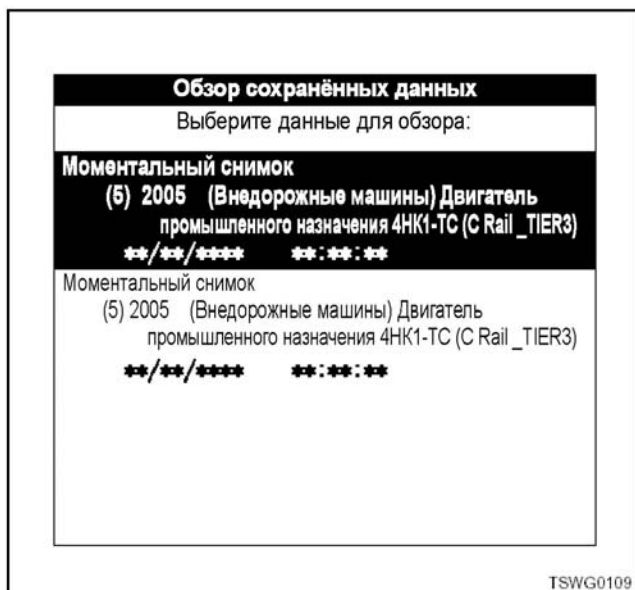 Обзор сохранённых данных
Выберите данные для обзора:
Моментальный снимок
(5) 2005 (Внедорожные машины) Двигатель
промышленного назначения 4HK1-TC (C Rail _TIER3)
**/**/**** **:**:**
Моментальный снимок
(5) 2005 (Внедорожные машины) Двигатель
промышленного назначения 4HK1-TC (C Rail _TIER3)
**/**/**** **:**:**
TSWG0109